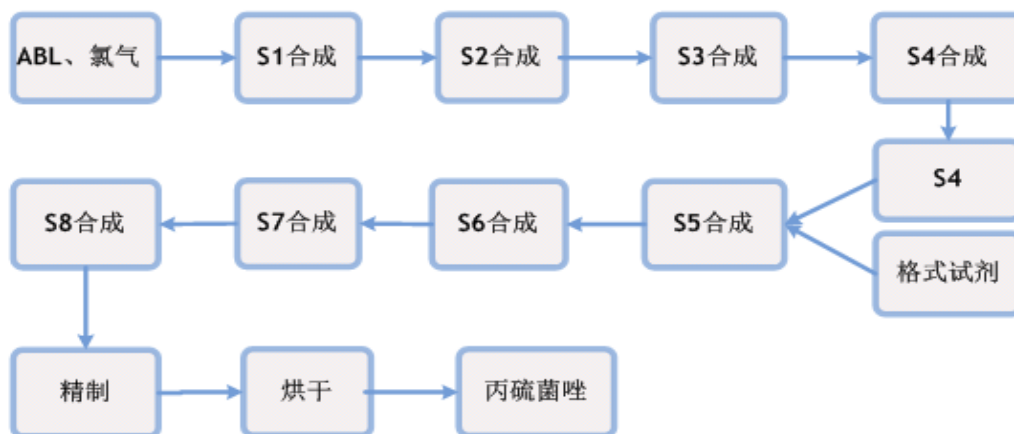 ABL、氯气
S1合成
S2合成
S3合成
S4合成
S4
格式试剂
S5合成
S6合成
S7合成
S8合成
精制
烘干
丙硫菌唑